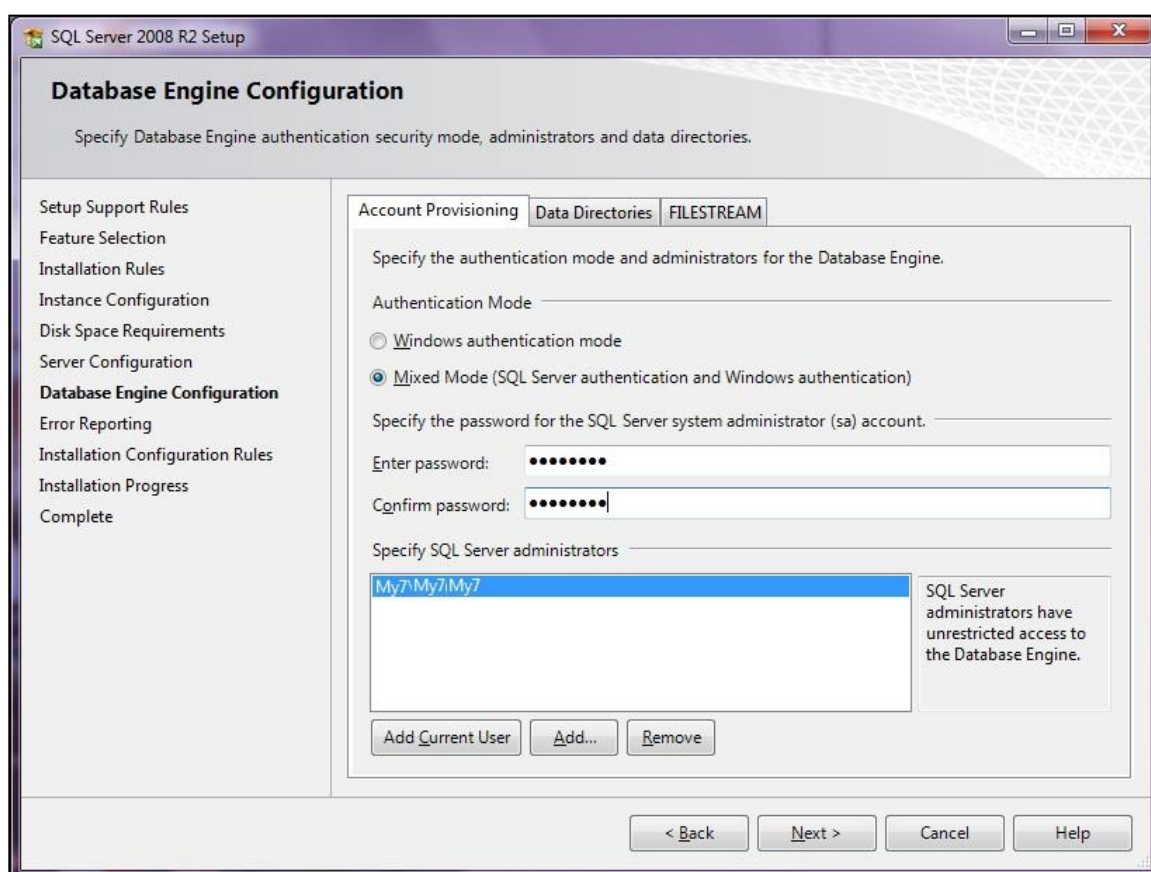 SQL Server 2008 R2 Setup
Database Engine Configuration
Specify Database Engine authentication security mode, administrators and data directories.
Setup Support Rules
Feature Selection
Installation Rules
Instance Configuration
Disk Space Requirements
Server Configuration
Database Engine Configuration
Error Reporting
Installation Configuration Rules
Installation Progress
Complete
Account Provisioning Data Directories FILESTREAM
Specify the authentication mode and administrators for the Database Engine.
Authentication Mode
Windows authentication mode
Mixed Mode (SQL Server authentication and Windows authentication)
Specify the password for the SQL Server system administrator (sa) account.
Enter password: ●●●●●●●●
Confirm password: ●●●●●●●●
Specify SQL Server administrators
My7\My7iMy7
SQL Server
administrators have
unrestricted access to
the Database Engine.
Add Current User Add... Remove
< Back Next > Cancel Help